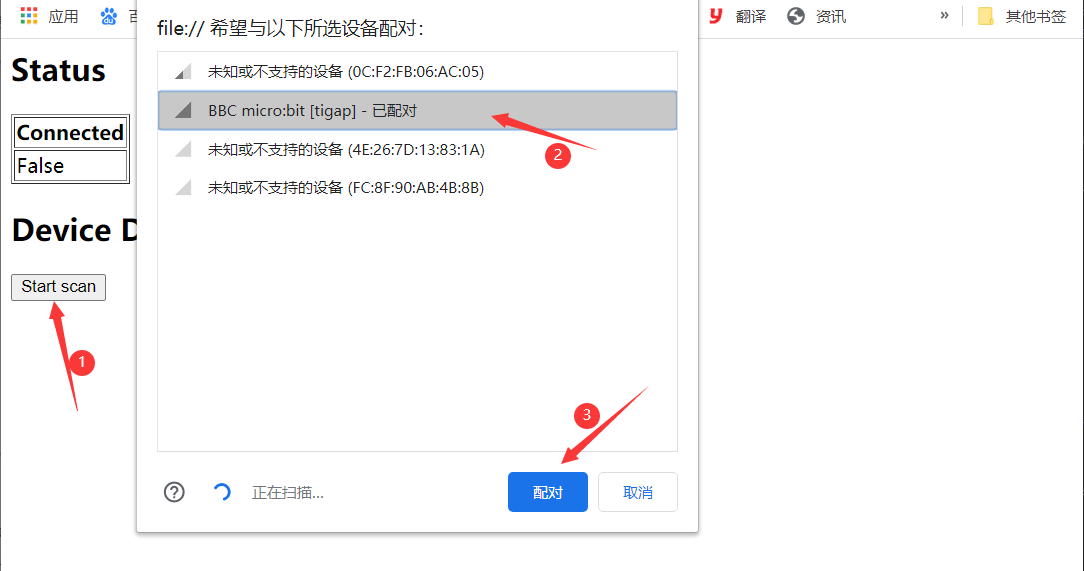 应用
百
翻译
资讯
»
其他书签
file:// 希望与以下所选设备配对：
未知或不支持的设备 (0C:F2:FB:06:AC:05)
BBC micro:bit [tigap] - 已配对
未知或不支持的设备 (4E:26:7D:13:83:1A)
未知或不支持的设备 (FC:8F:90:AB:4B:8B)
2
3
正在扫描...
配对
取消
Status
Connected
False
Device D
Start scan
1